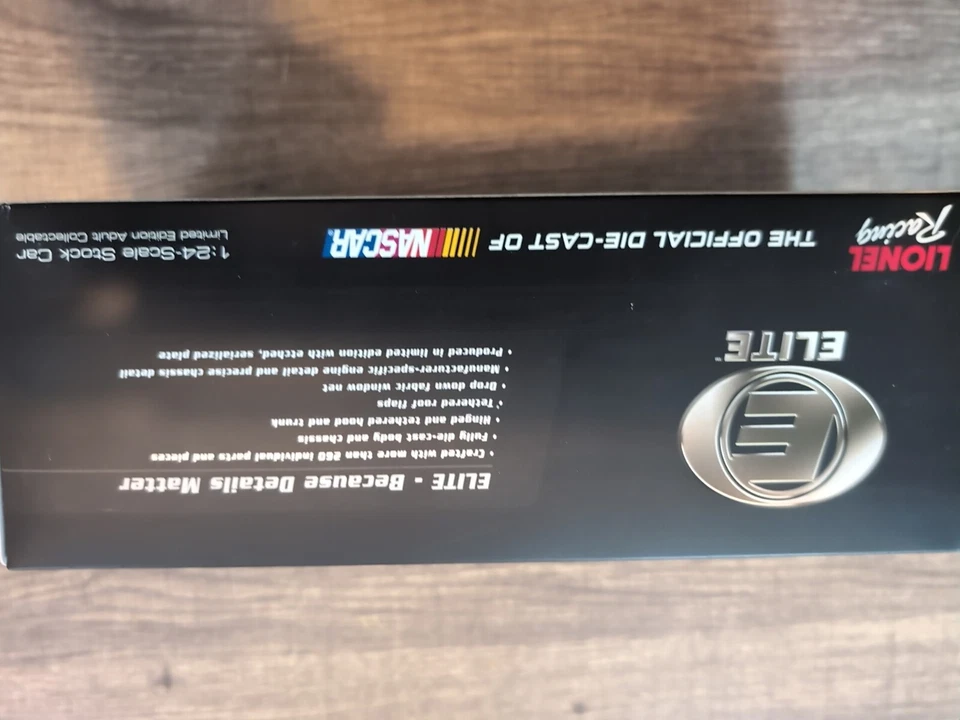 ELITE - Because Details Matter
• Crafted with more than 260 individual parts and pieces
• Fully die-cast body and chassis
• Hinged and tethered hood and trunk
• Tethered roof flaps
• Drop down fabric window net
• Manufacturer-specific engine detail and precise chassis detail
• Produced in limited edition with etched, serialized plate
E
ELITE™
LIONEL
Racing
THE OFFICIAL DIE-CAST OF
NASCAR®
1:24-Scale Stock Car
Limited Edition Adult Collectable